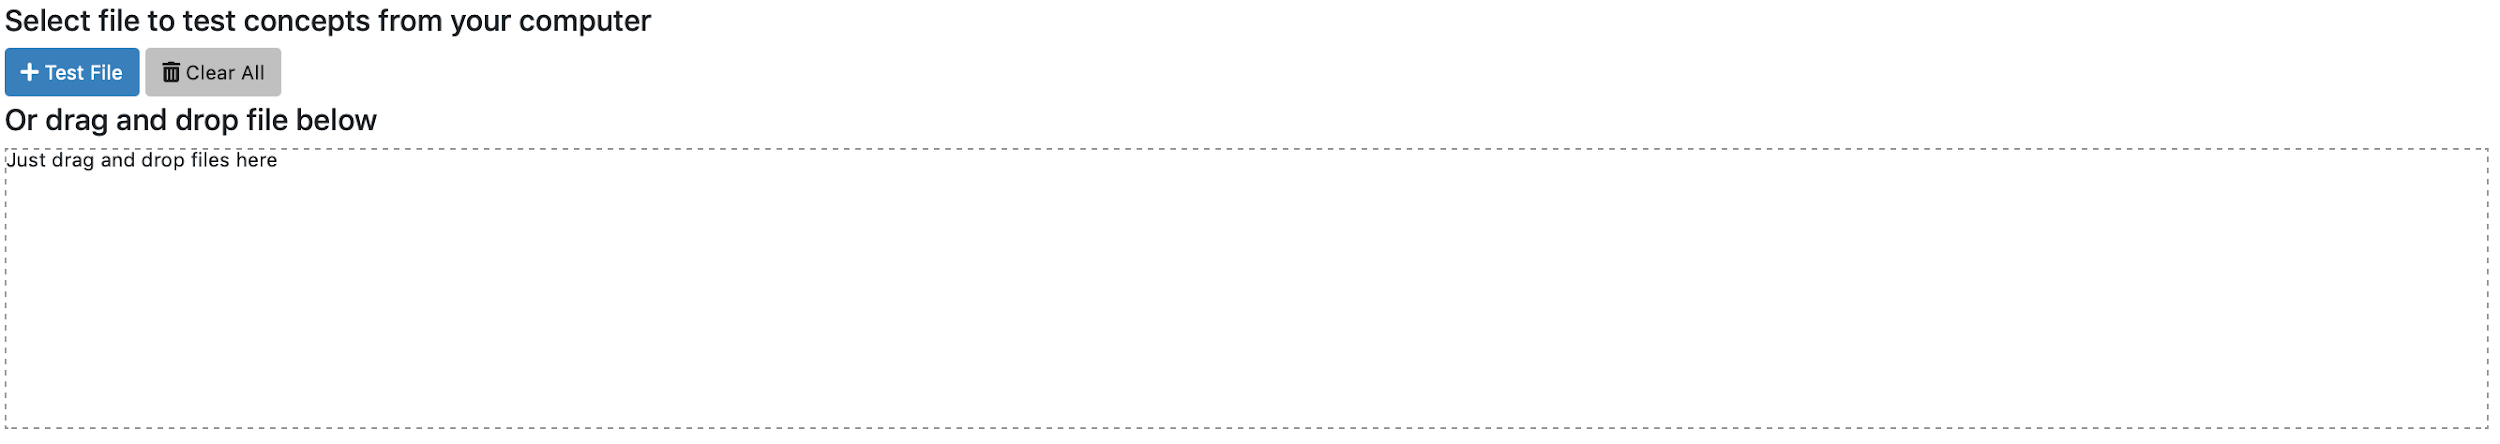 Select file to test concepts from your computer
Test File Clear All
Or drag and drop file below
Just drag and drop files here